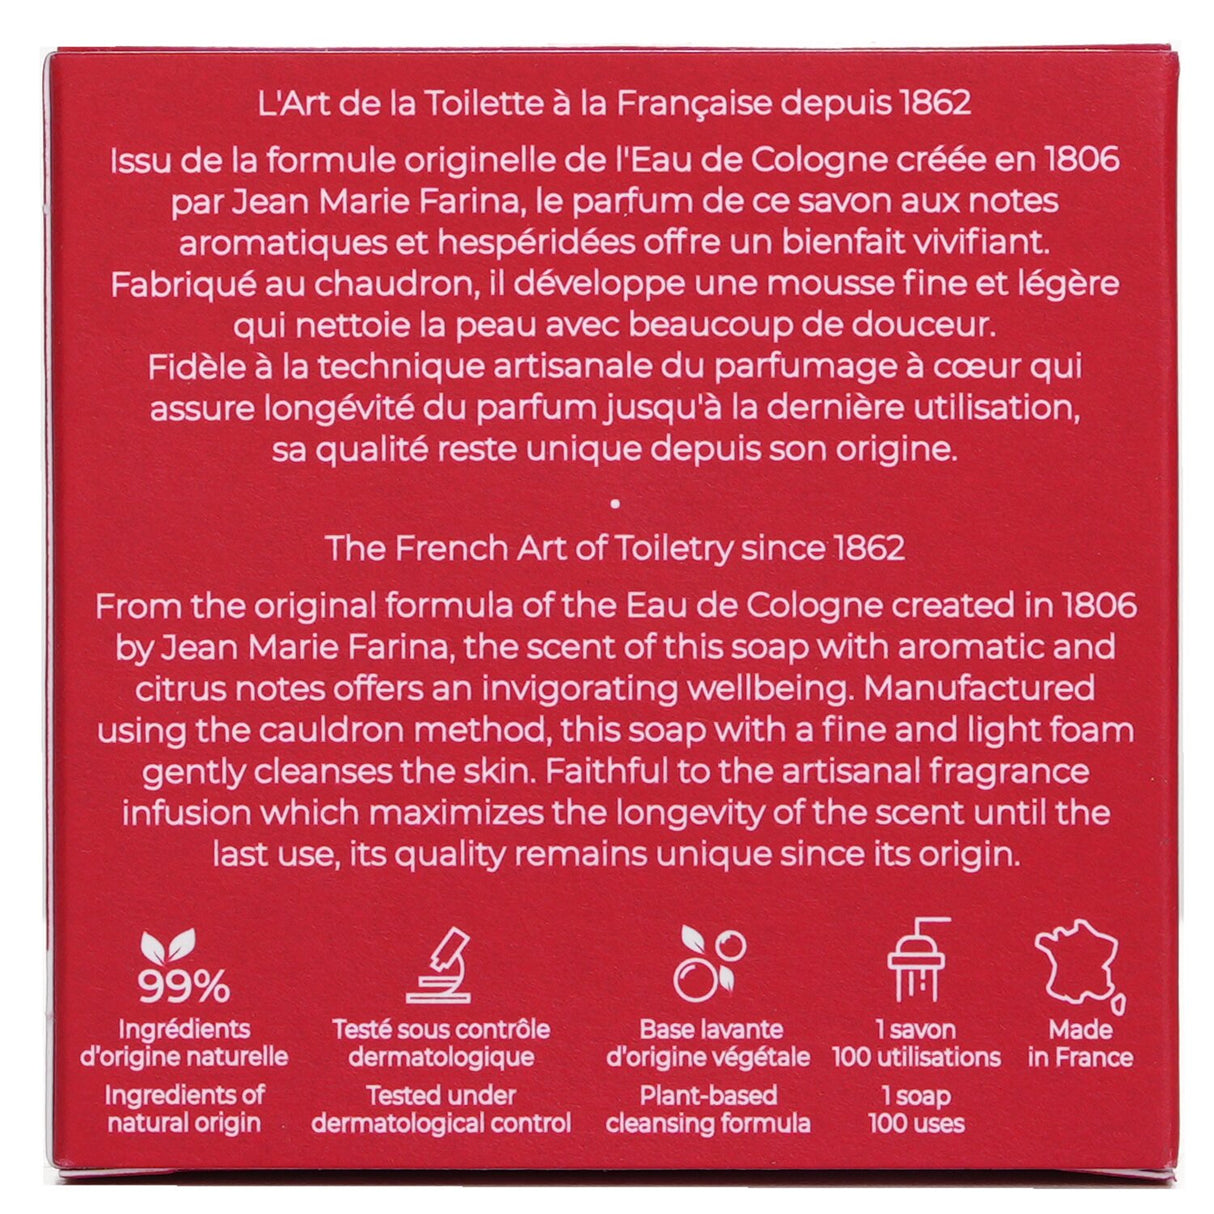 L'Art de la Toilette à la Française depuis 1862
Issu de la formule originelle de l'Eau de Cologne créée en 1806
par Jean Marie Farina, le parfum de ce savon aux notes
aromatiques et hespéridées offre un bienfait vivifiant.
Fabriqué au chaudron, il développe une mousse fine et légère
qui nettoie la peau avec beaucoup de douceur.
Fidèle à la technique artisanale du parfumage à cœur qui
assure longévité du parfum jusqu'à la dernière utilisation,
sa qualité reste unique depuis son origine.
•
The French Art of Toiletry since 1862
From the original formula of the Eau de Cologne created in 1806
by Jean Marie Farina, the scent of this soap with aromatic and
citrus notes offers an invigorating wellbeing. Manufactured
using the cauldron method, this soap with a fine and light foam
gently cleanses the skin. Faithful to the artisanal fragrance
infusion which maximizes the longevity of the scent until the
last use, its quality remains unique since its origin.
99%
Ingrédients
d'origine naturelle
Ingredients of
natural origin
Testé sous contrôle
dermatologique
Tested under
dermatological control
Base lavante
d'origine végétale
Plant-based
cleansing formula
1 savon
100 utilisations
1 soap
100 uses
Made
in France